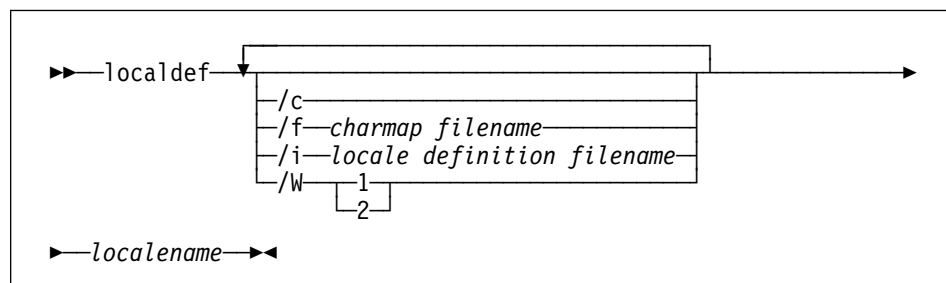 localdef
/c
/f charmap filename
/i locale definition filename
/W 1
2
localename